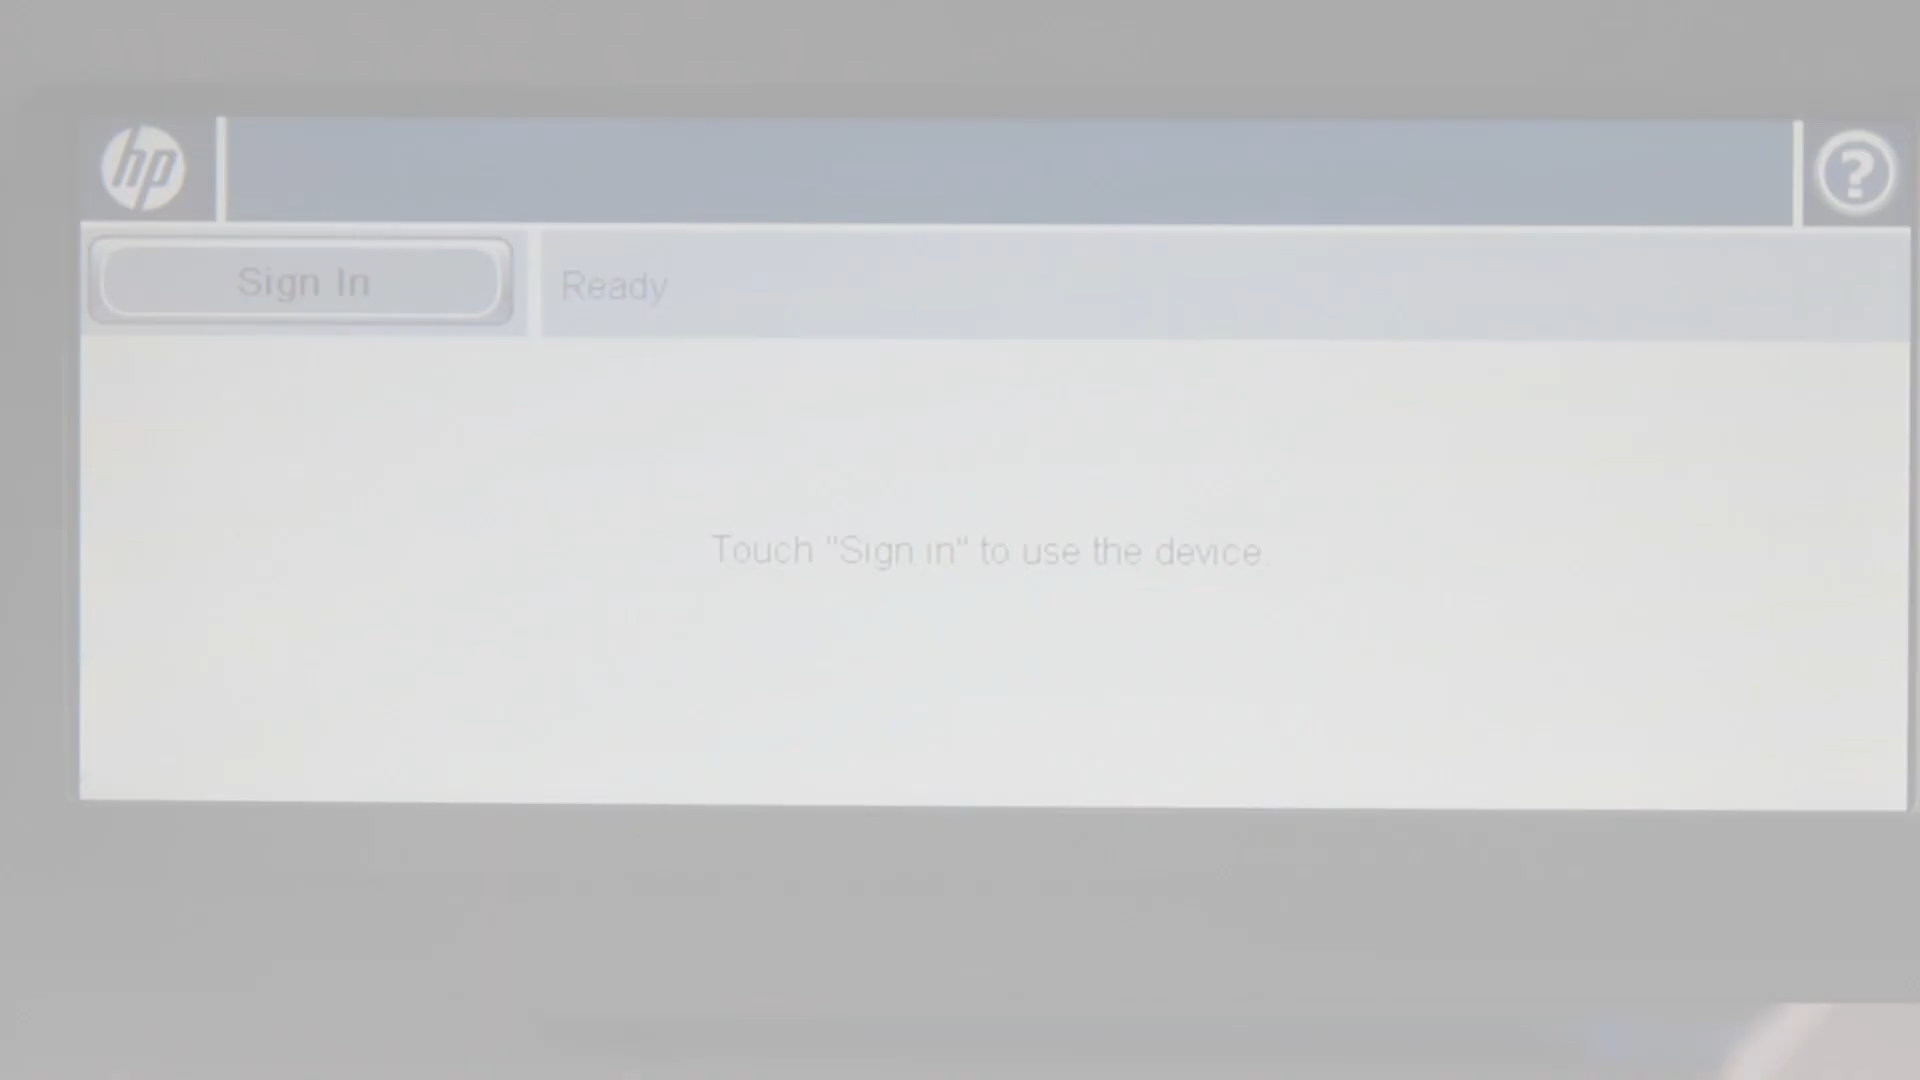 hp
?
Sign In
Ready
Touch "Sign in" to use the device.